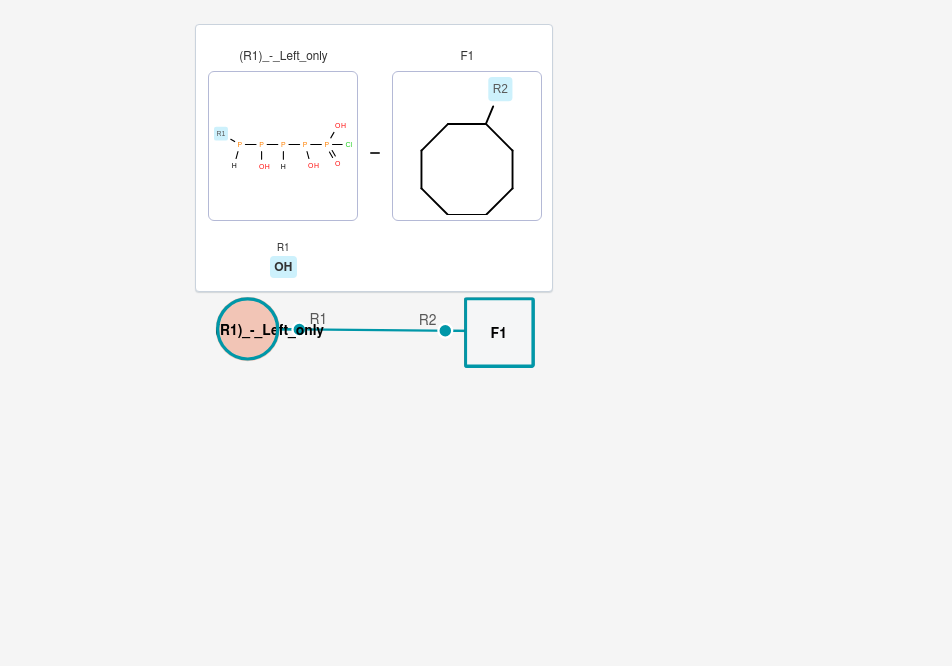 (R1)_-_Left_only
F1
R2
R1
P
P
P
P
P
OH
Cl
H
OH
H
OH
O
–
R1
OH
R1)_-_Left_only
R1
R2
F1